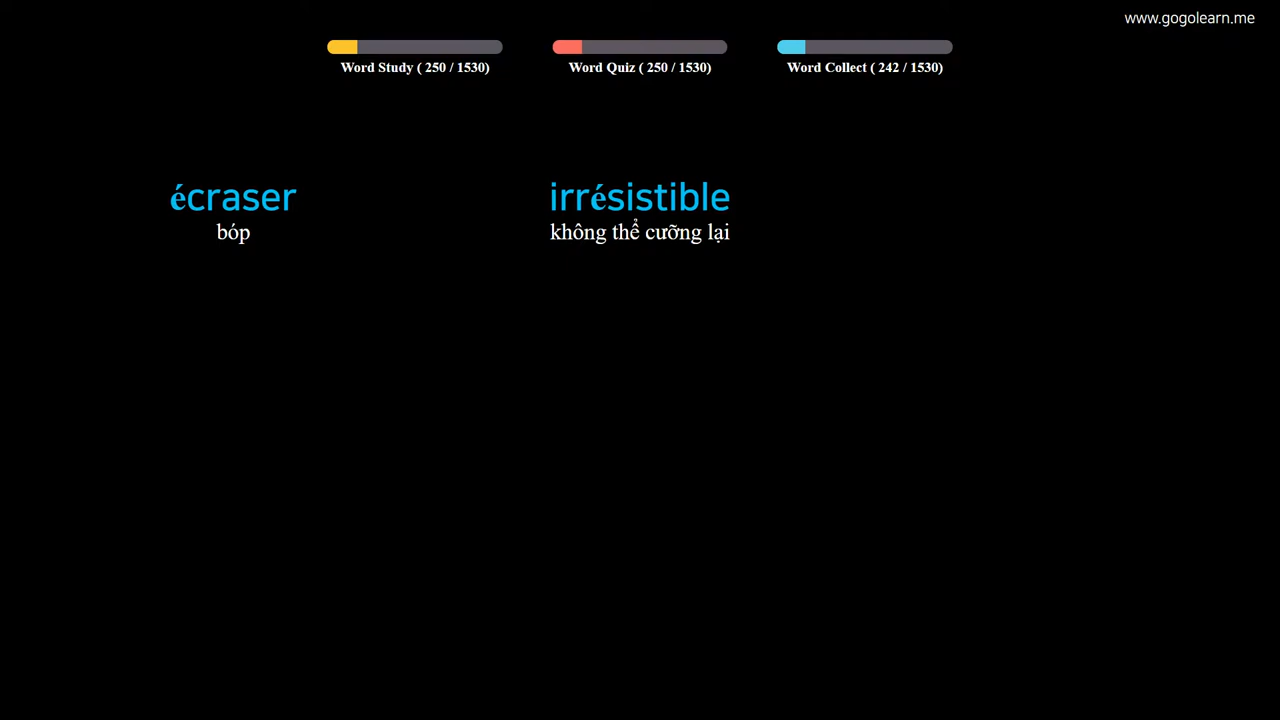 www.gogolearn.me
Word Study ( 250 / 1530)
Word Quiz ( 250 / 1530)
Word Collect ( 242 / 1530)
écraser
bóp
irrésistible
không thể cưỡng lại